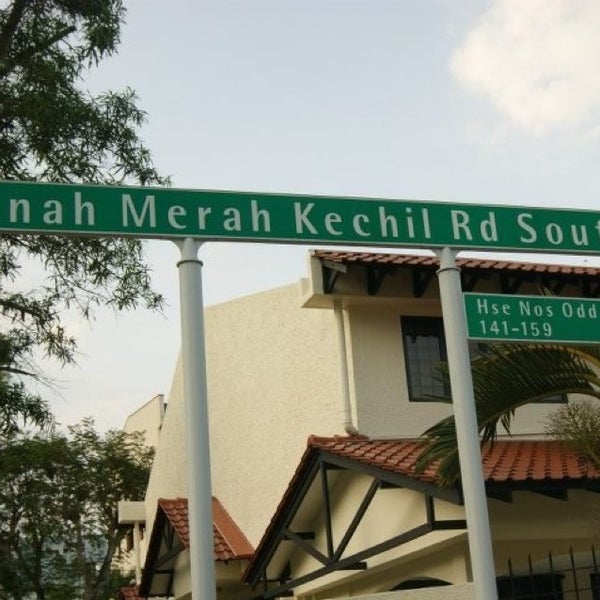 nah Merah Kechil Rd Sout
Hse Nos Odd
141-159